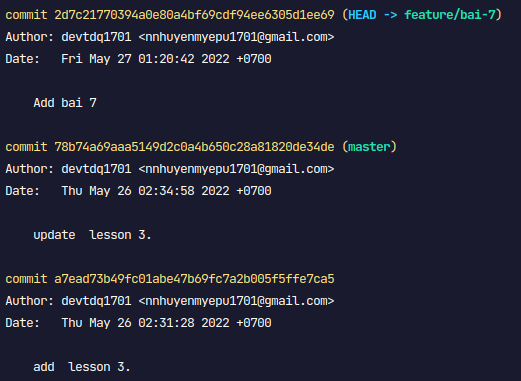 commit 2d7c21770394a0e80a4bf69cdf94ee6305d1ee69 (HEAD -> feature/bai-7)
Author: devtdq1701 <nnhuyenmyepu1701@gmail.com>
Date:   Fri May 27 01:20:42 2022 +0700
    Add bai 7
commit 78b74a69aaa5149d2c0a4b650c28a81820de34de (master)
Author: devtdq1701 <nnhuyenmyepu1701@gmail.com>
Date:   Thu May 26 02:34:58 2022 +0700
    update  lesson 3.
commit a7ead73b49fc01abe47b69fc7a2b005f5ffe7ca5
Author: devtdq1701 <nnhuyenmyepu1701@gmail.com>
Date:   Thu May 26 02:31:28 2022 +0700
    add  lesson 3.